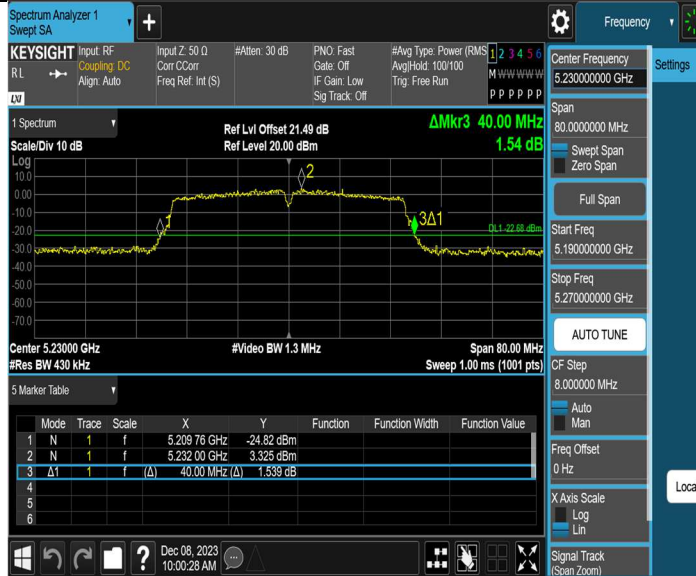 Spectrum Analyzer 1
Swept SA
+
Frequency
KEYSIGHT
RL
LXI
Input: RF
Coupling: DC
Align: Auto
Input Z: 50 Ω
Corr CCorr
Freq Ref: Int (S)
#Atten: 30 dB
PNO: Fast
Gate: Off
IF Gain: Low
Sig Track: Off
#Avg Type: Power (RMS
Avg|Hold: 100/100
Trig: Free Run
1 2 3 4 5 6
M W W W W W
P P P P P P
1 Spectrum
Scale/Div 10 dB
Ref Lvl Offset 21.49 dB
Ref Level 20.00 dBm
ΔMkr3 40.00 MHz
1.54 dB
Log
10.0
0.00
-10.0
-20.0
-30.0
-40.0
-50.0
-60.0
-70.0
1
2
3Δ1
DL1 -22.68 dBm
Center 5.23000 GHz
#Res BW 430 kHz
#Video BW 1.3 MHz
Span 80.00 MHz
Sweep 1.00 ms (1001 pts)
5 Marker Table
Mode Trace Scale X Y Function Function Width Function Value
1 N 1 f 5.209 76 GHz -24.82 dBm
2 N 1 f 5.232 00 GHz 3.325 dBm
3 Δ1 1 f (Δ) 40.00 MHz (Δ) 1.539 dB
4
5
6
?
Dec 08, 2023
10:00:28 AM
Center Frequency
5.230000000 GHz
Span
80.0000000 MHz
Swept Span
Zero Span
Full Span
Start Freq
5.190000000 GHz
Stop Freq
5.270000000 GHz
AUTO TUNE
CF Step
8.000000 MHz
Auto
Man
Freq Offset
0 Hz
X Axis Scale
Log
Lin
Signal Track
(Span Zoom)
Settings
Loca